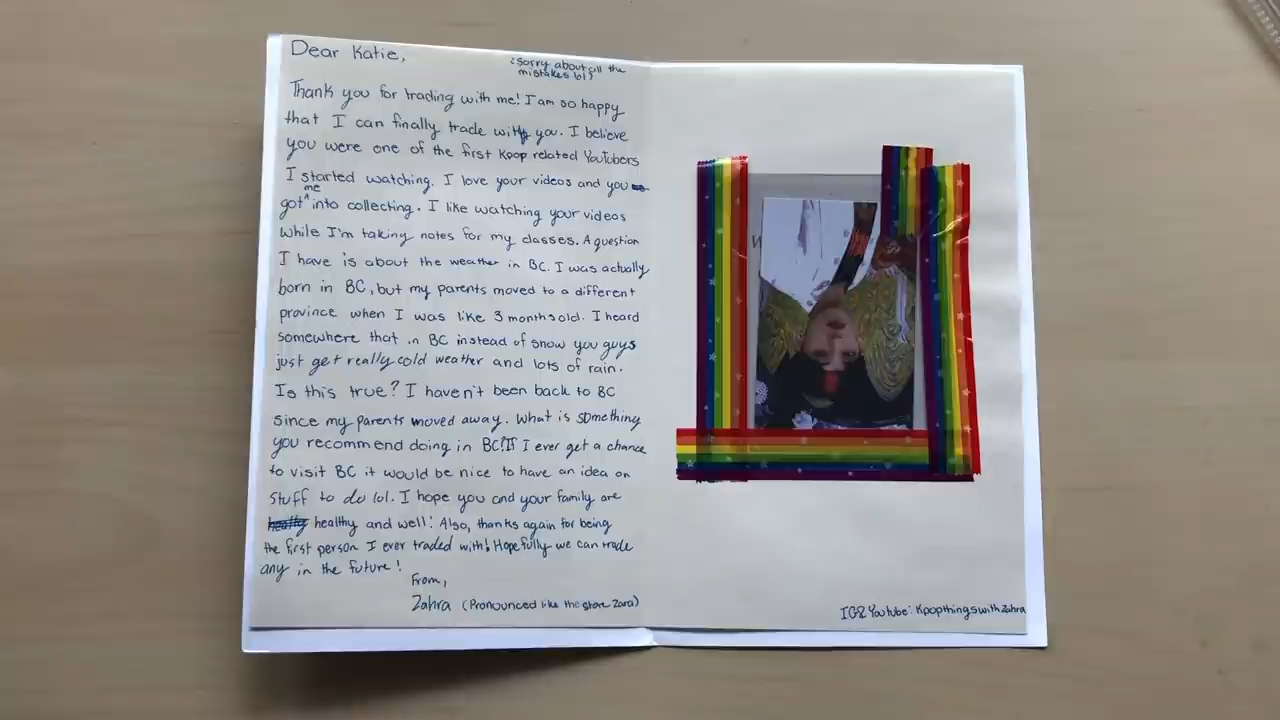 Dear Katie,
(sorry about all the
mistakes lol)
Thank you for trading with me! I am so happy
that I can finally trade with you. I believe
you were one of the first Kpop related YouTubers
I started watching. I love your videos and you
me
got ^ into collecting. I like watching your videos
while I'm taking notes for my classes. A question
I have is about the weather in BC. I was actually
born in BC, but my parents moved to a different
province when I was like 3 months old. I heard
somewhere that in BC instead of snow you guys
just get really cold weather and lots of rain.
Is this true? I haven't been back to BC
since my parents moved away. What is something
you recommend doing in BC? If I ever get a chance
to visit BC it would be nice to have an idea on
stuff to do lol. I hope you and your family are
healthy and well! Also, thanks again for being
the first person I ever traded with! Hopefully we can trade
any in the future!
From,
Zahra (Pronounced like the store Zara)
W
IG & Youtube: Kpopthingswithzahra